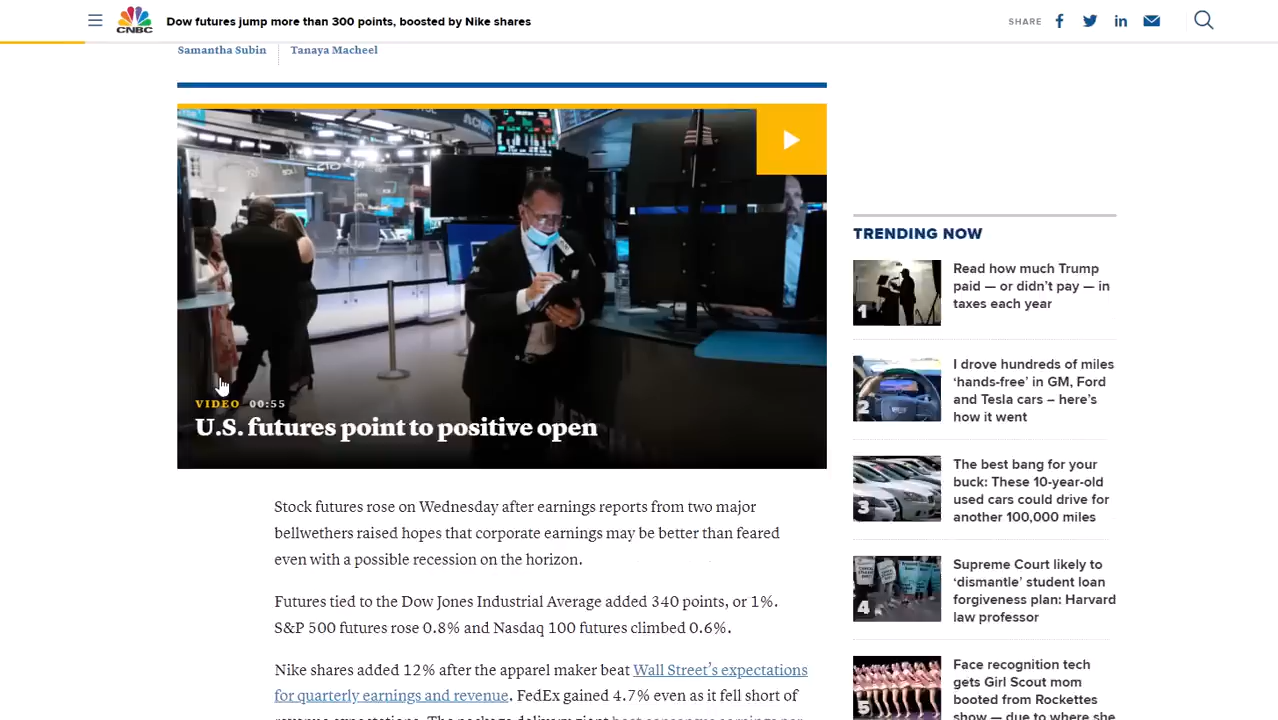 CNBC
Dow futures jump more than 300 points, boosted by Nike shares
SHARE
Samantha Subin
Tanaya Macheel
VIDEO 00:55
U.S. futures point to positive open
Stock futures rose on Wednesday after earnings reports from two major
bellwethers raised hopes that corporate earnings may be better than feared
even with a possible recession on the horizon.
Futures tied to the Dow Jones Industrial Average added 340 points, or 1%.
S&P 500 futures rose 0.8% and Nasdaq 100 futures climbed 0.6%.
Nike shares added 12% after the apparel maker beat Wall Street's expectations
for quarterly earnings and revenue. FedEx gained 4.7% even as it fell short of
TRENDING NOW
1
Read how much Trump
paid — or didn't pay — in
taxes each year
2
I drove hundreds of miles
'hands-free' in GM, Ford
and Tesla cars – here's
how it went
3
The best bang for your
buck: These 10-year-old
used cars could drive for
another 100,000 miles
4
Supreme Court likely to
'dismantle' student loan
forgiveness plan: Harvard
law professor
5
Face recognition tech
gets Girl Scout mom
booted from Rockettes
show — due to where she